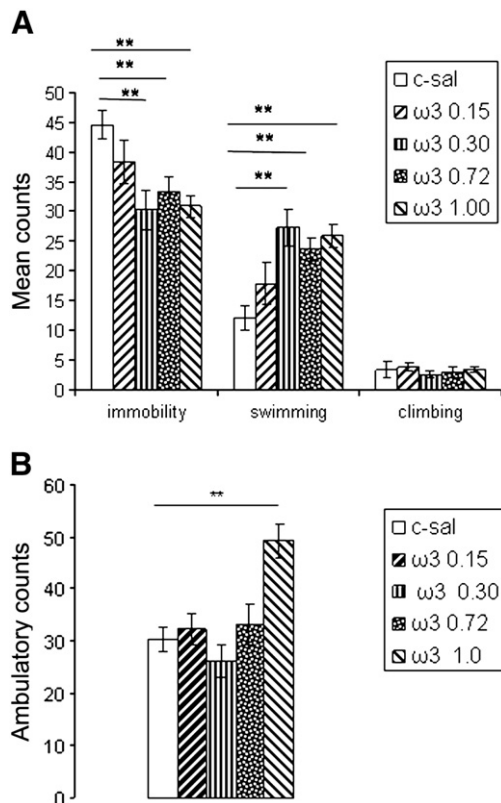 A
**
**
**
50
45
40
35
30
25
20
15
10
5
0
Mean counts
**
**
**
immobility
swimming
climbing
c-sal
ω3 0.15
ω3 0.30
ω3 0.72
ω3 1.00
B
60
50
40
30
20
10
0
Ambulatory counts
**
c-sal
ω3 0.15
ω3 0.30
ω3 0.72
ω3 1.0